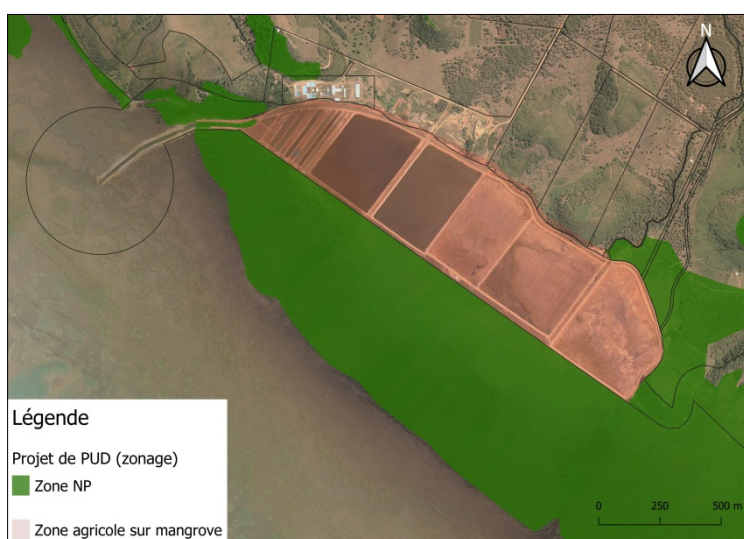 N
Légende
Projet de PUD (zonage)
Zone NP
Zone agricole sur mangrove
0 250 500 m